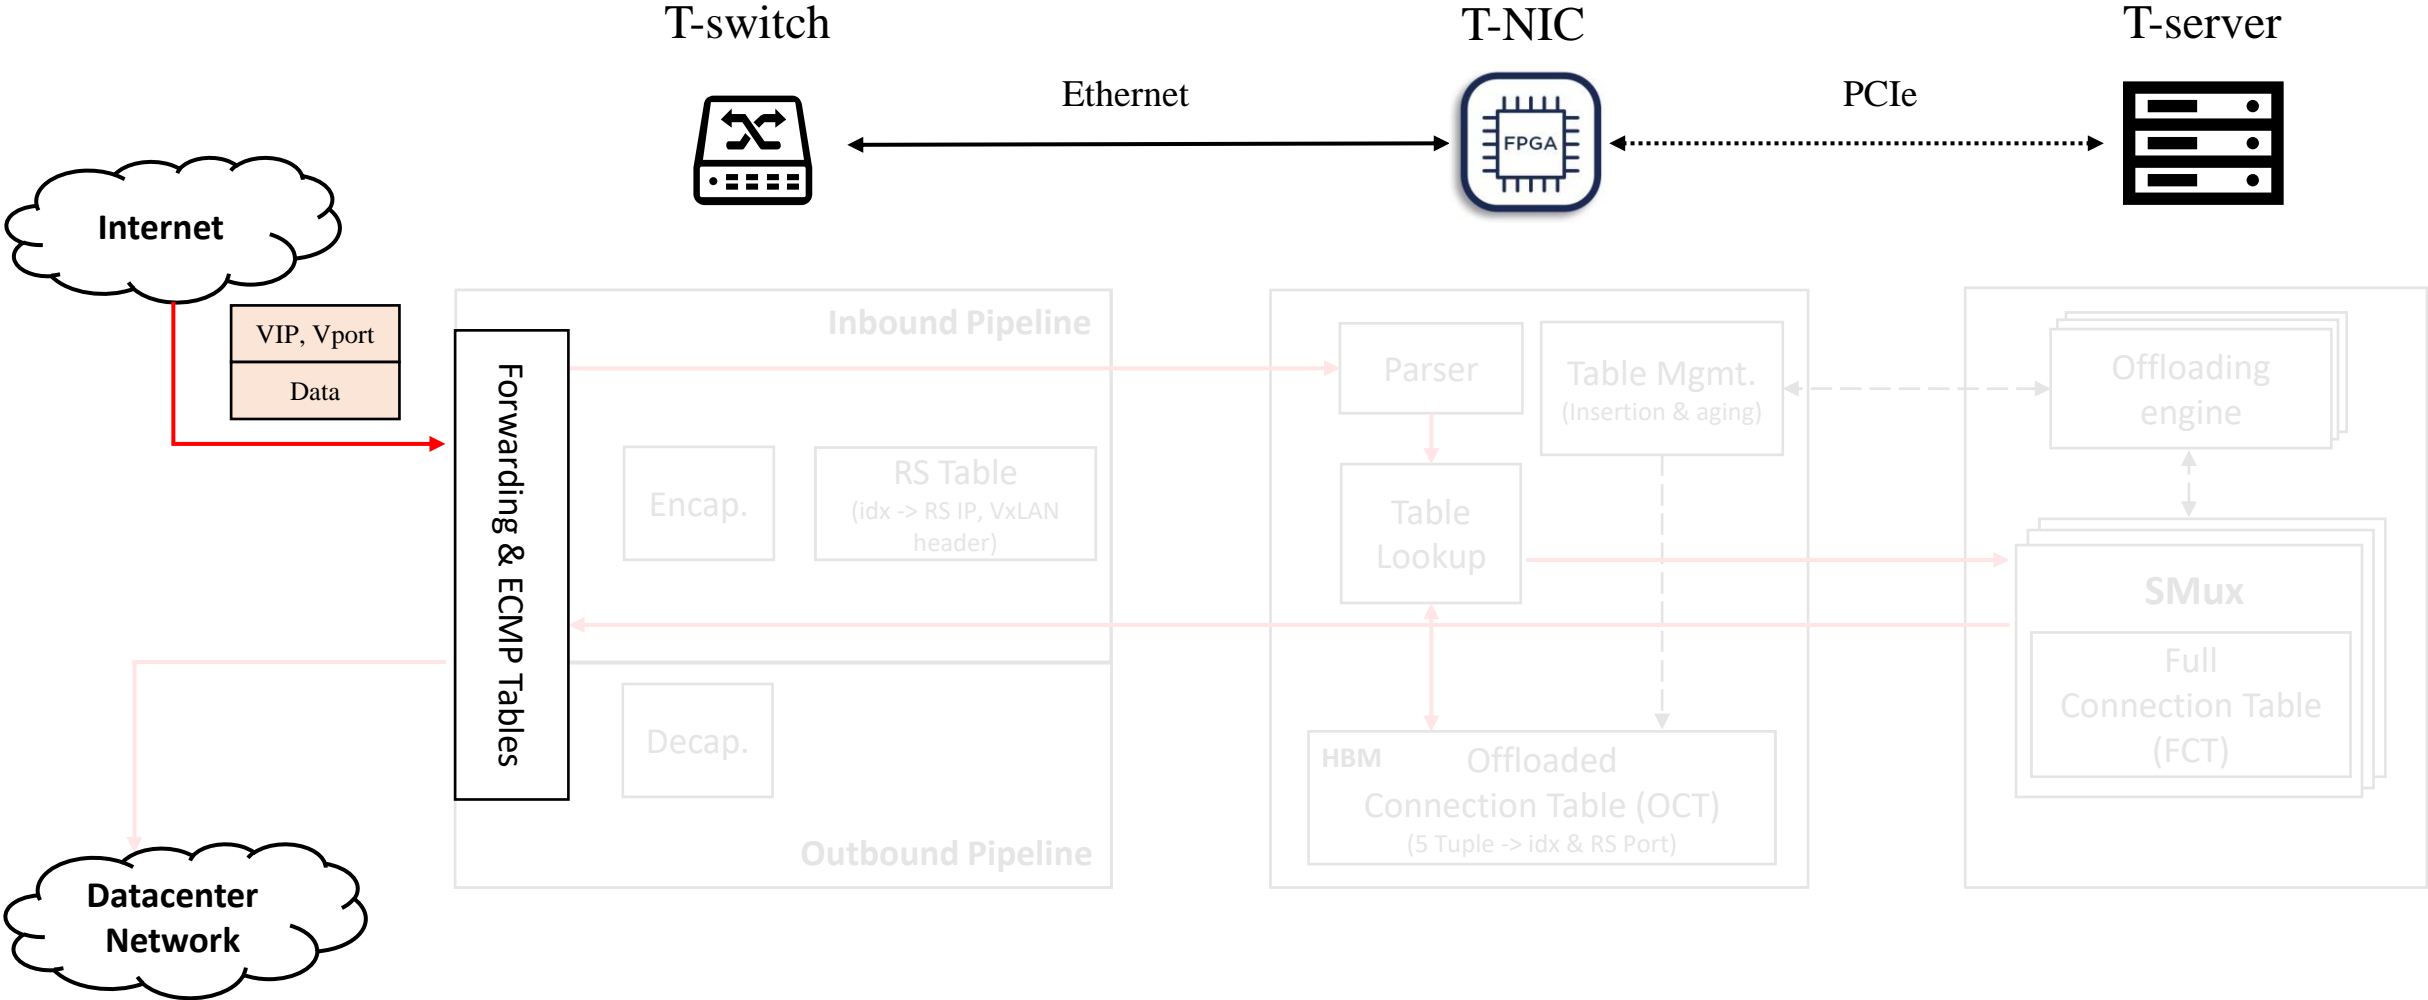 T-switch
T-NIC
T-server
Ethernet
PCIe
FPGA
Internet
VIP, Vport
Data
Forwarding & ECMP Tables
Inbound Pipeline
Encap.
RS Table
(idx -> RS IP, VxLAN
header)
Decap.
Outbound Pipeline
Parser
Table Mgmt.
(Insertion & aging)
Table
Lookup
HBM
Offloaded
Connection Table (OCT)
(5 Tuple -> idx & RS Port)
Offloading
engine
SMux
Full
Connection Table
(FCT)
Datacenter
Network